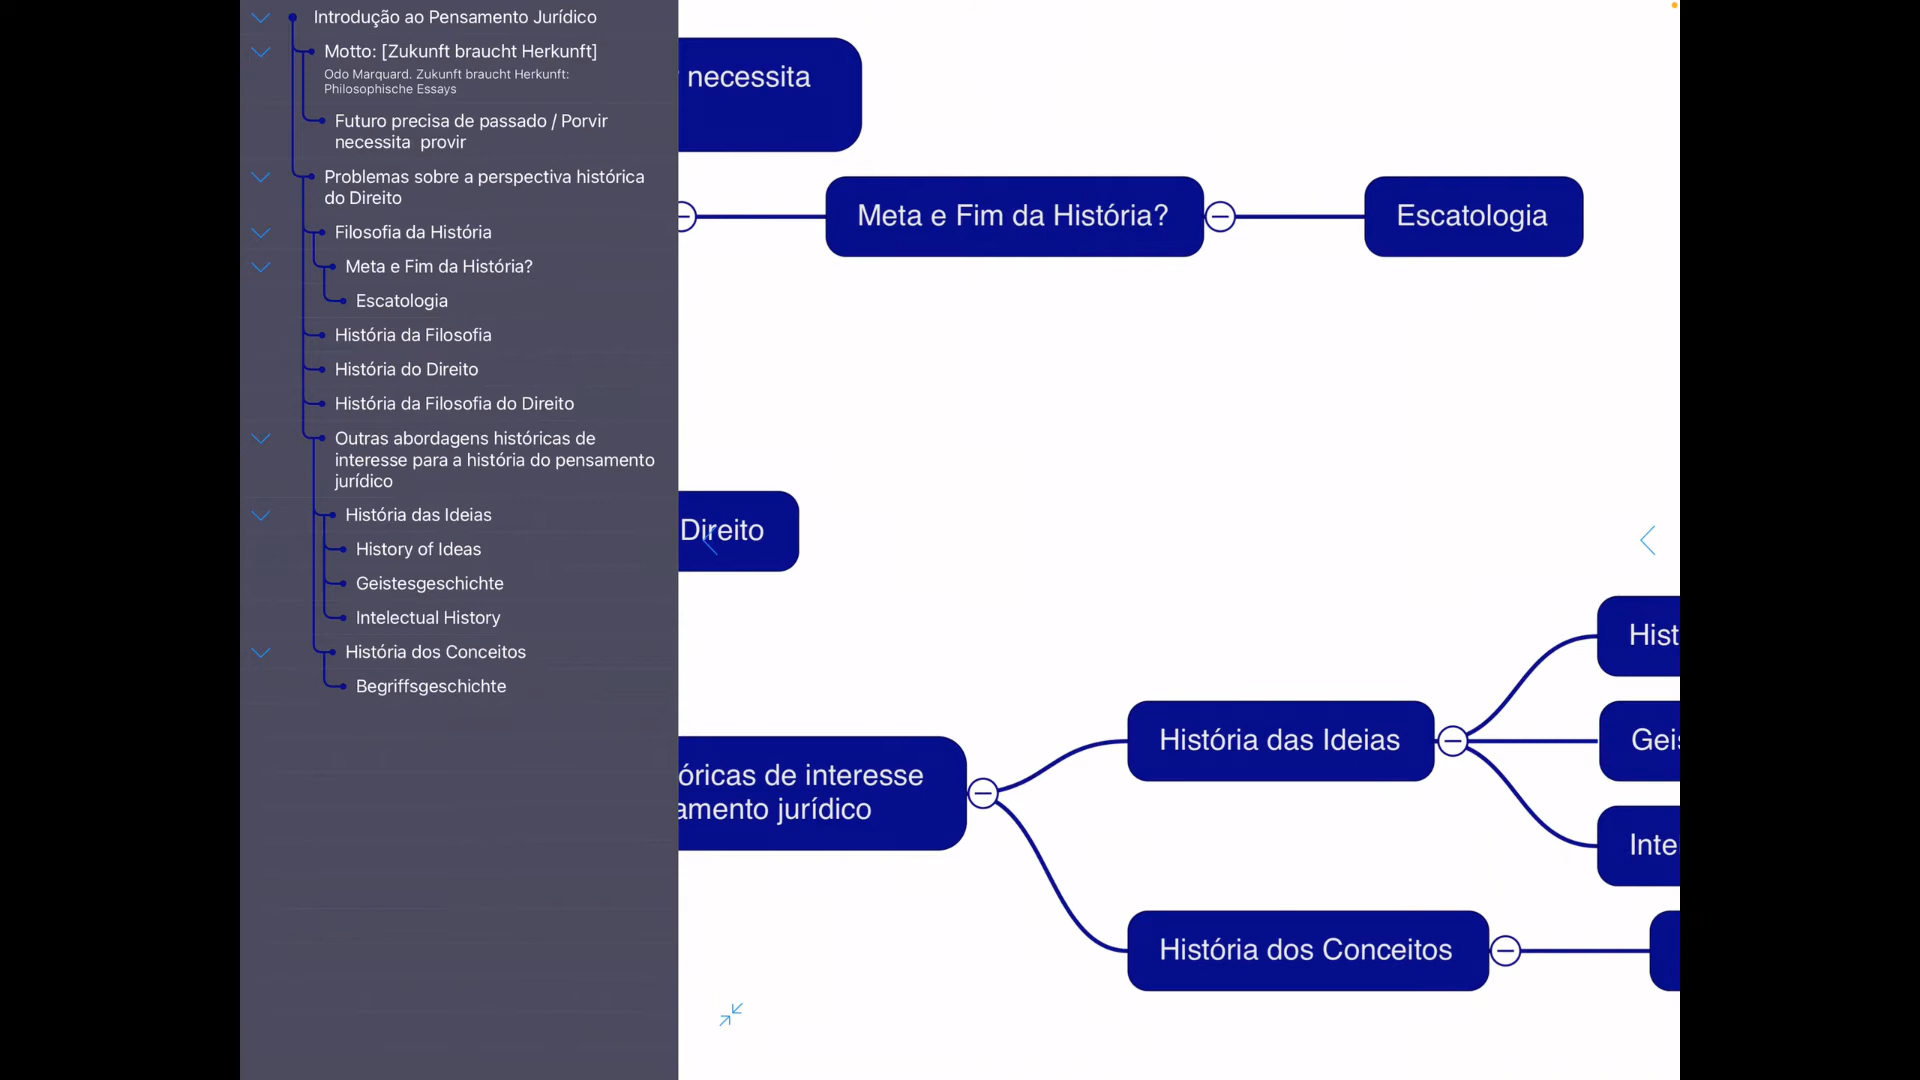 Introdução ao Pensamento Jurídico
Motto: [Zukunft braucht Herkunft]
Odo Marquard. Zukunft braucht Herkunft:
Philosophische Essays
Futuro precisa de passado / Porvir
necessita provir
Problemas sobre a perspectiva histórica
do Direito
Filosofia da História
Meta e Fim da História?
Escatologia
História da Filosofia
História do Direito
História da Filosofia do Direito
Outras abordagens históricas de
interesse para a história do pensamento
jurídico
História das Ideias
History of Ideas
Geistesgeschichte
Intelectual History
História dos Conceitos
Begriffsgeschichte
necessita
Meta e Fim da História?
Escatologia
Direito
óricas de interesse
amento jurídico
História das Ideias
Hist
Geis
Inte
História dos Conceitos